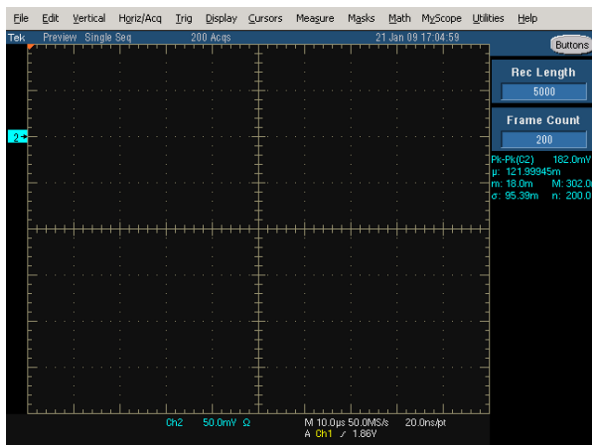 File Edit Vertical Horiz/Acq Trig Display Cursors Measure Masks Math MyScope Utilities Help
Tek Preview Single Seq 200 Acqs 21 Jan 09 17:04:59
Buttons
Rec Length
5000
Frame Count
200
2
Pk-Pk(C2) 182.0mV
µ: 121.99945m
m: 18.0m M: 302.0
σ: 95.39m n: 200.0
Ch2 50.0mV Ω M 10.0µs 50.0MS/s 20.0ns/pt
A Ch1 ⁄ 1.86V